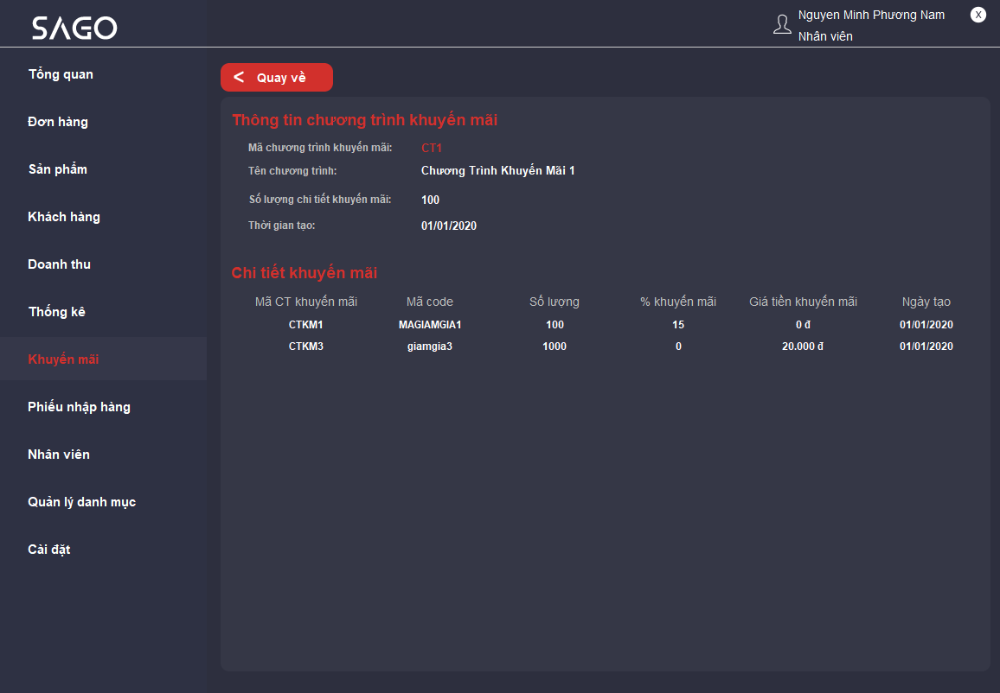 SAGO
Nguyen Minh Phương Nam
X
Nhân viên
Tổng quan
Đơn hàng
Sản phẩm
Khách hàng
Doanh thu
Thống kê
Khuyến mãi
Phiếu nhập hàng
Nhân viên
Quản lý danh mục
Cài đặt
< Quay về
Thông tin chương trình khuyến mãi
Mã chương trình khuyến mãi: CT1
Tên chương trình: Chương Trình Khuyến Mãi 1
Số lượng chi tiết khuyến mãi: 100
Thời gian tạo: 01/01/2020
Chi tiết khuyến mãi
Mã CT khuyến mãi Mã code Số lượng % khuyến mãi Giá tiền khuyến mãi Ngày tạo
CTKM1 MAGIAMGIA1 100 15 0 đ 01/01/2020
CTKM3 giamgia3 1000 0 20.000 đ 01/01/2020